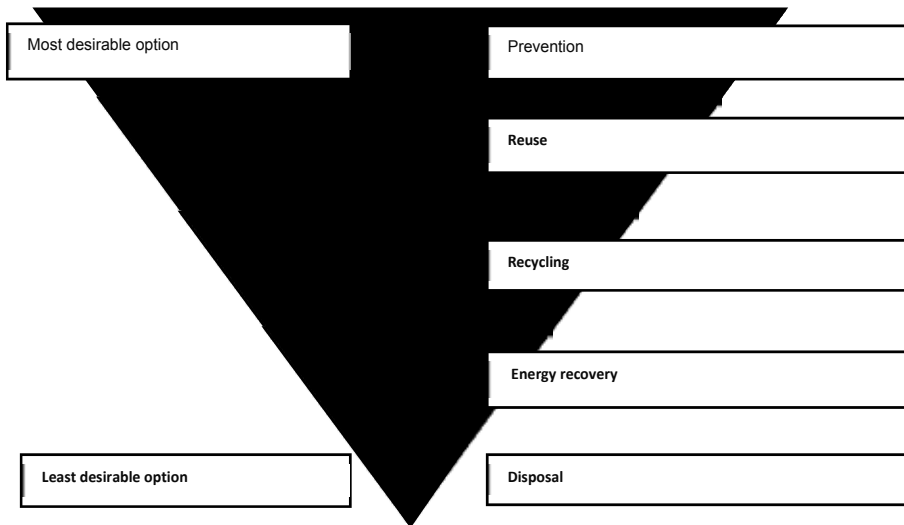 Most desirable option
Prevention
Reuse
Recycling
Energy recovery
Least desirable option
Disposal